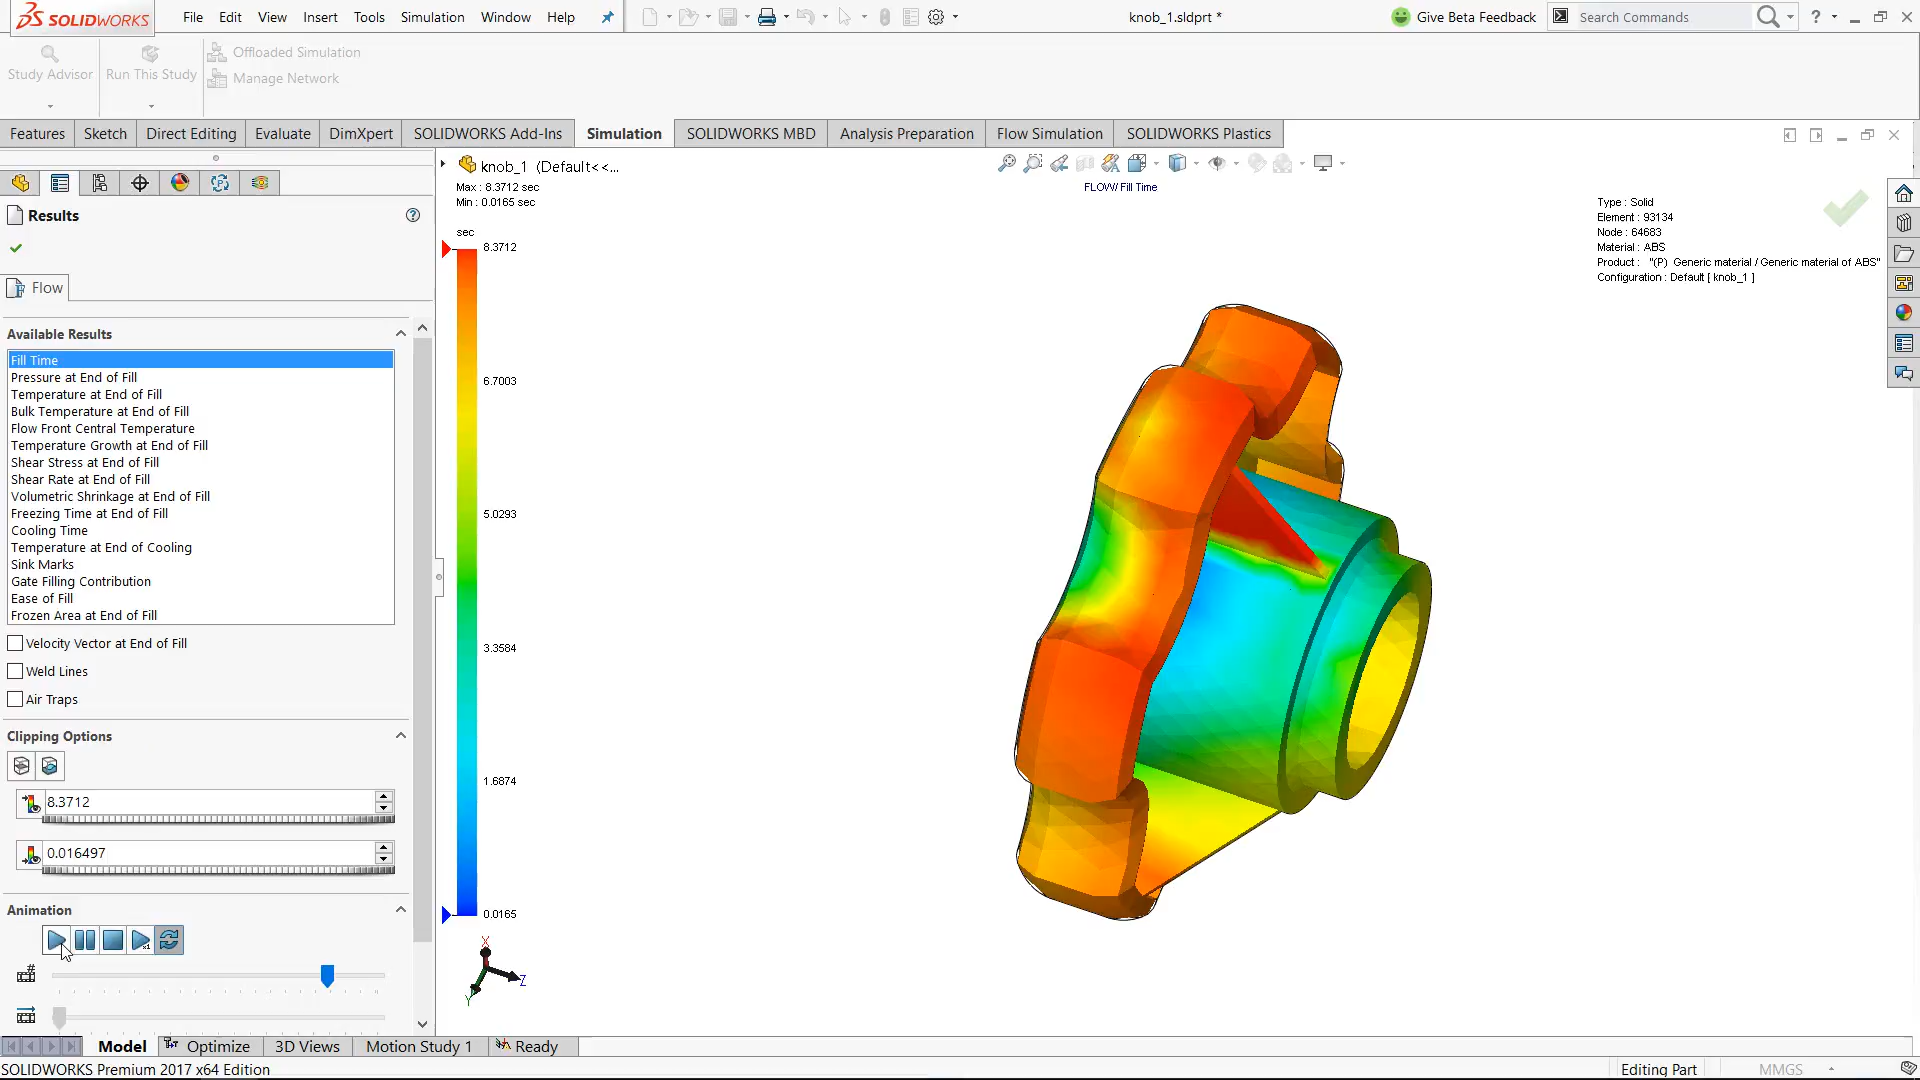 SOLIDWORKS
File Edit View Insert Tools Simulation Window Help
knob_1.sldprt *
Give Beta Feedback
Search Commands
Study Advisor
Run This Study
Offloaded Simulation
Manage Network
Features Sketch Direct Editing Evaluate DimXpert SOLIDWORKS Add-Ins Simulation SOLIDWORKS MBD Analysis Preparation Flow Simulation SOLIDWORKS Plastics
Results
Flow
Available Results
Fill Time
Pressure at End of Fill
Temperature at End of Fill
Bulk Temperature at End of Fill
Flow Front Central Temperature
Temperature Growth at End of Fill
Shear Stress at End of Fill
Shear Rate at End of Fill
Volumetric Shrinkage at End of Fill
Freezing Time at End of Fill
Cooling Time
Temperature at End of Cooling
Sink Marks
Gate Filling Contribution
Ease of Fill
Frozen Area at End of Fill
Velocity Vector at End of Fill
Weld Lines
Air Traps
Clipping Options
8.3712
0.016497
Animation
knob_1 (Default<<...
Max : 8.3712 sec
Min : 0.0165 sec
sec
8.3712
6.7003
5.0293
3.3584
1.6874
0.0165
X
Z
Y
FLOW/ Fill Time
Type : Solid
Element : 93134
Node : 64683
Material : ABS
Product : "(P) Generic material / Generic material of ABS"
Configuration : Default [ knob_1 ]
Model Optimize 3D Views Motion Study 1 Ready
SOLIDWORKS Premium 2017 x64 Edition
Editing Part
MMGS